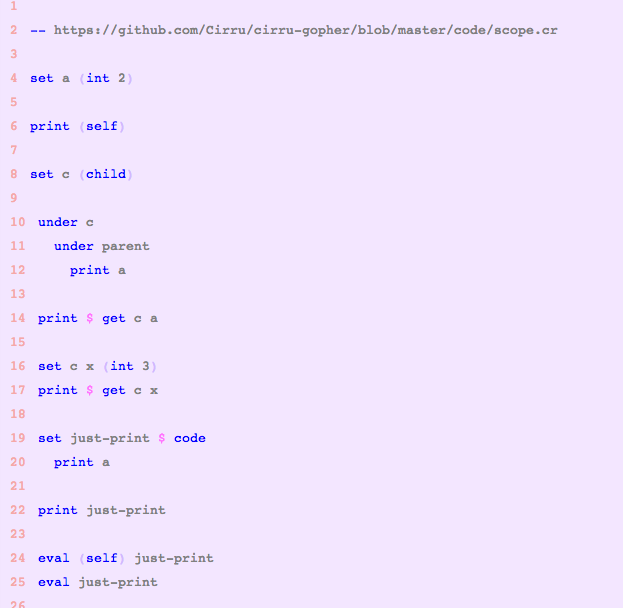 1
2 -- https://github.com/Cirru/cirru-gopher/blob/master/code/scope.cr
3
4 set a (int 2)
5
6 print (self)
7
8 set c (child)
9
10 under c
11 under parent
12 print a
13
14 print $ get c a
15
16 set c x (int 3)
17 print $ get c x
18
19 set just-print $ code
20 print a
21
22 print just-print
23
24 eval (self) just-print
25 eval just-print
26